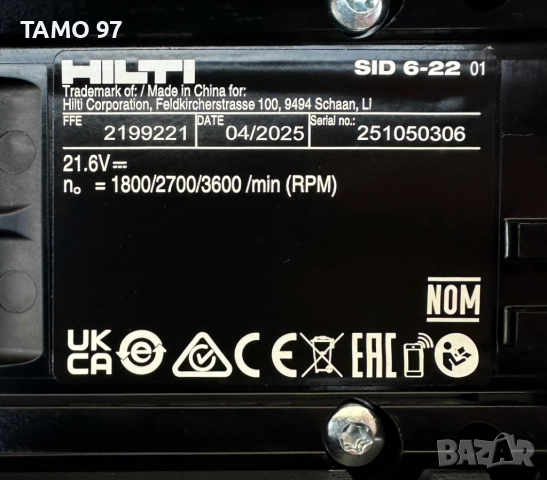 TAMO 97
HILTI
SID 6-22 01
Trademark of: / Made in China for:
Hilti Corporation, Feldkircherstrasse 100, 9494 Schaan, LI
FFE 2199221 DATE 04/2025 Serial no.: 251050306
21.6V⎓
n₀ = 1800/2700/3600 /min (RPM)
NOM
UK CA e CE EAC
BAZAR